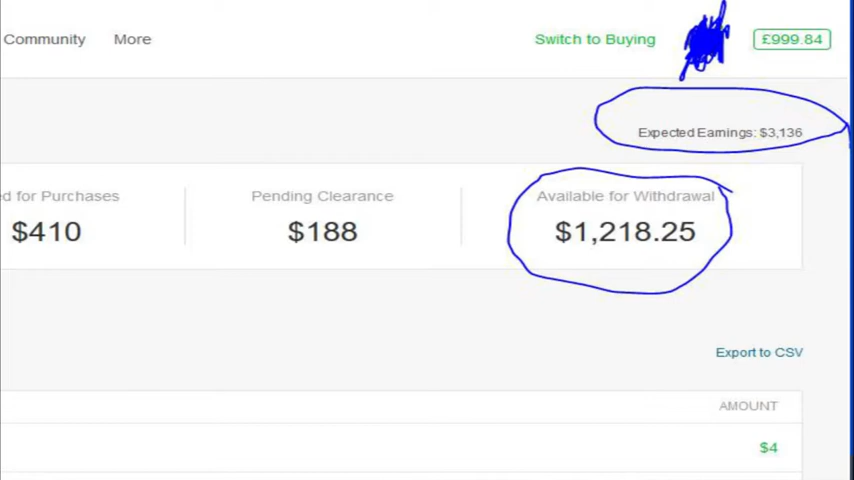 Community More Switch to Buying £999.84
Expected Earnings: $3,136
ed for Purchases Pending Clearance Available for Withdrawal
$410 $188 $1,218.25
Export to CSV
AMOUNT
$4